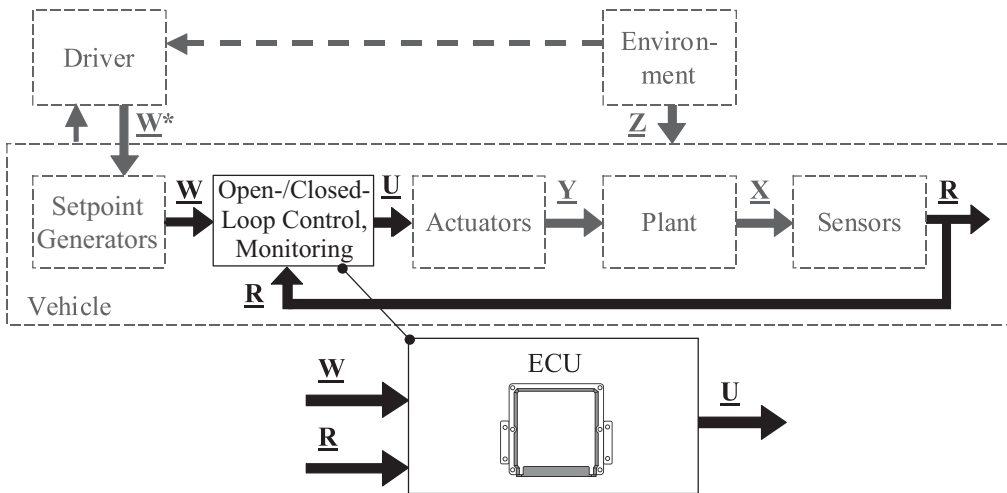 Driver
Environ-
ment
W*
Z
Setpoint
Generators
W
Open-/Closed-
Loop Control,
Monitoring
U
Actuators
Y
Plant
X
Sensors
R
R
Vehicle
ECU
W
R
U